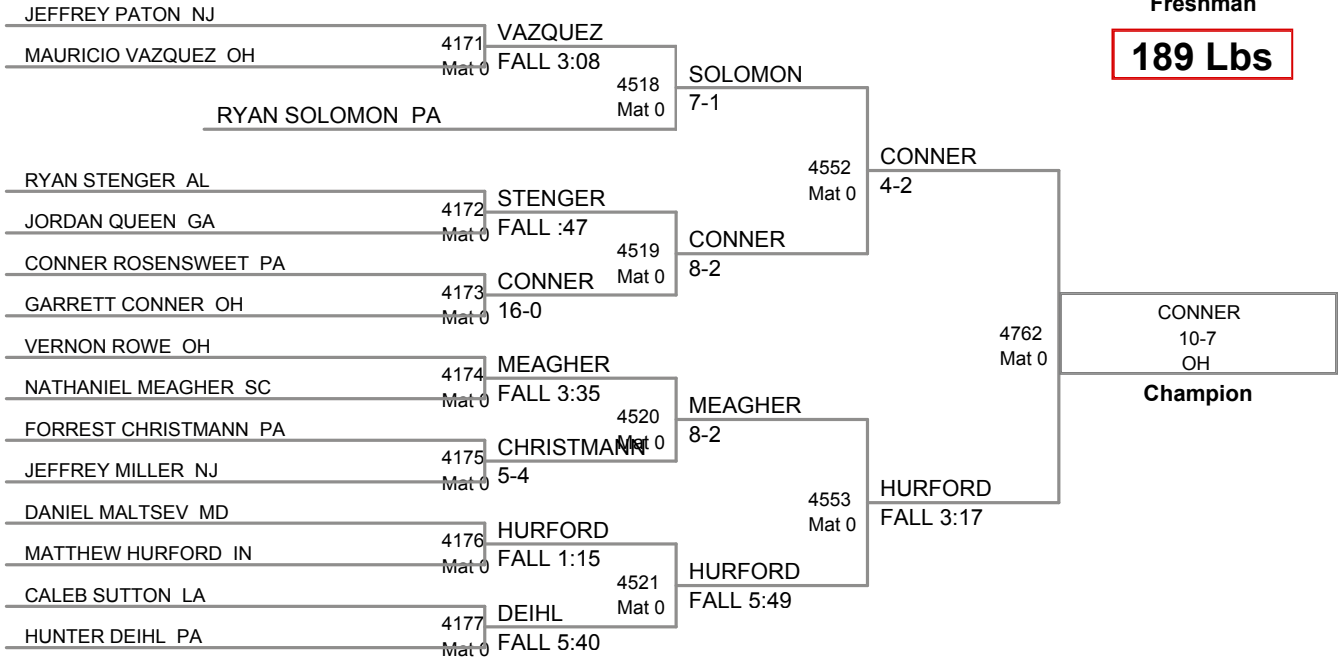 Freshman
189 Lbs
JEFFREY PATON NJ
MAURICIO VAZQUEZ OH
4171
Mat 0
VAZQUEZ
FALL 3:08
RYAN SOLOMON PA
4518
Mat 0
SOLOMON
7-1
RYAN STENGER AL
JORDAN QUEEN GA
4172
Mat 0
STENGER
FALL :47
CONNER ROSENSWEET PA
GARRETT CONNER OH
4173
Mat 0
CONNER
16-0
4519
Mat 0
CONNER
8-2
4552
Mat 0
CONNER
4-2
VERNON ROWE OH
NATHANIEL MEAGHER SC
4174
Mat 0
MEAGHER
FALL 3:35
FORREST CHRISTMANN PA
JEFFREY MILLER NJ
4175
Mat 0
CHRISTMANN
5-4
4520
Mat 0
MEAGHER
8-2
DANIEL MALTSEV MD
MATTHEW HURFORD IN
4176
Mat 0
HURFORD
FALL 1:15
CALEB SUTTON LA
HUNTER DEIHL PA
4177
Mat 0
DEIHL
FALL 5:40
4521
Mat 0
HURFORD
FALL 5:49
4553
Mat 0
HURFORD
FALL 3:17
4762
Mat 0
CONNER
10-7
OH
Champion